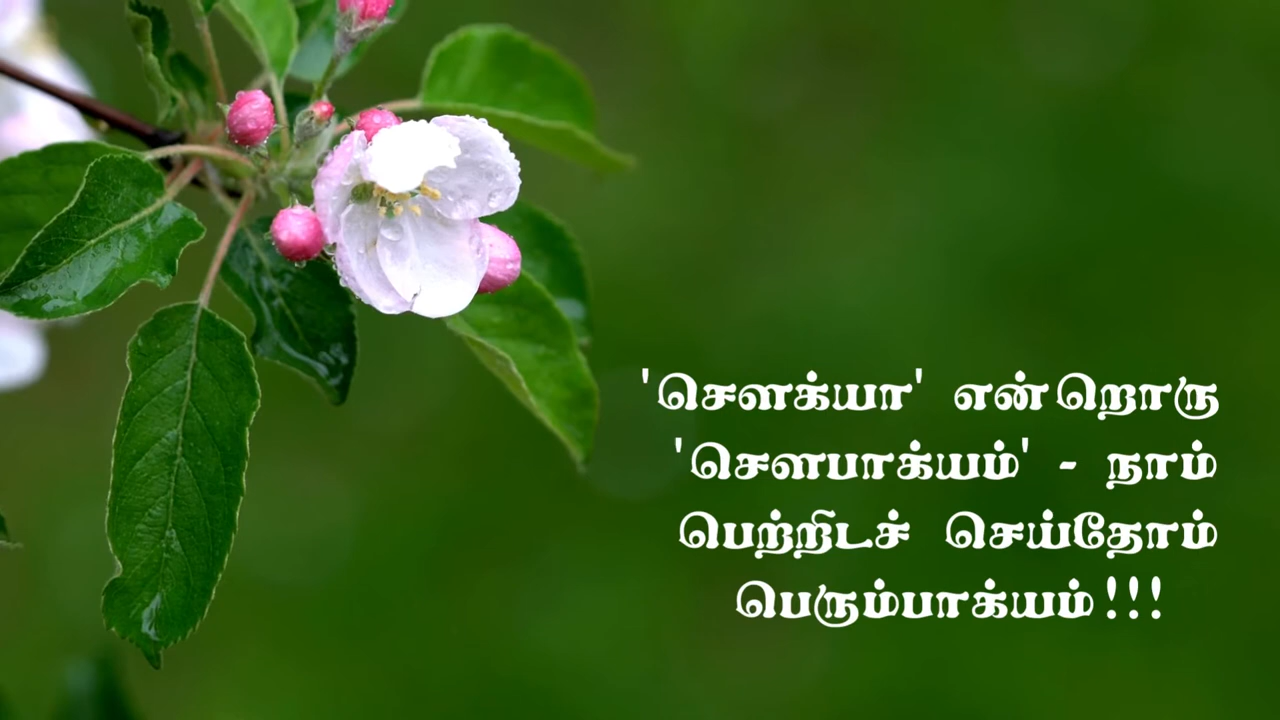 'சௌக்யா' என்றொரு
'சௌபாக்யம்' - நாம்
பெற்றிடச் செய்தோம்
பெரும்பாக்யம்!!!